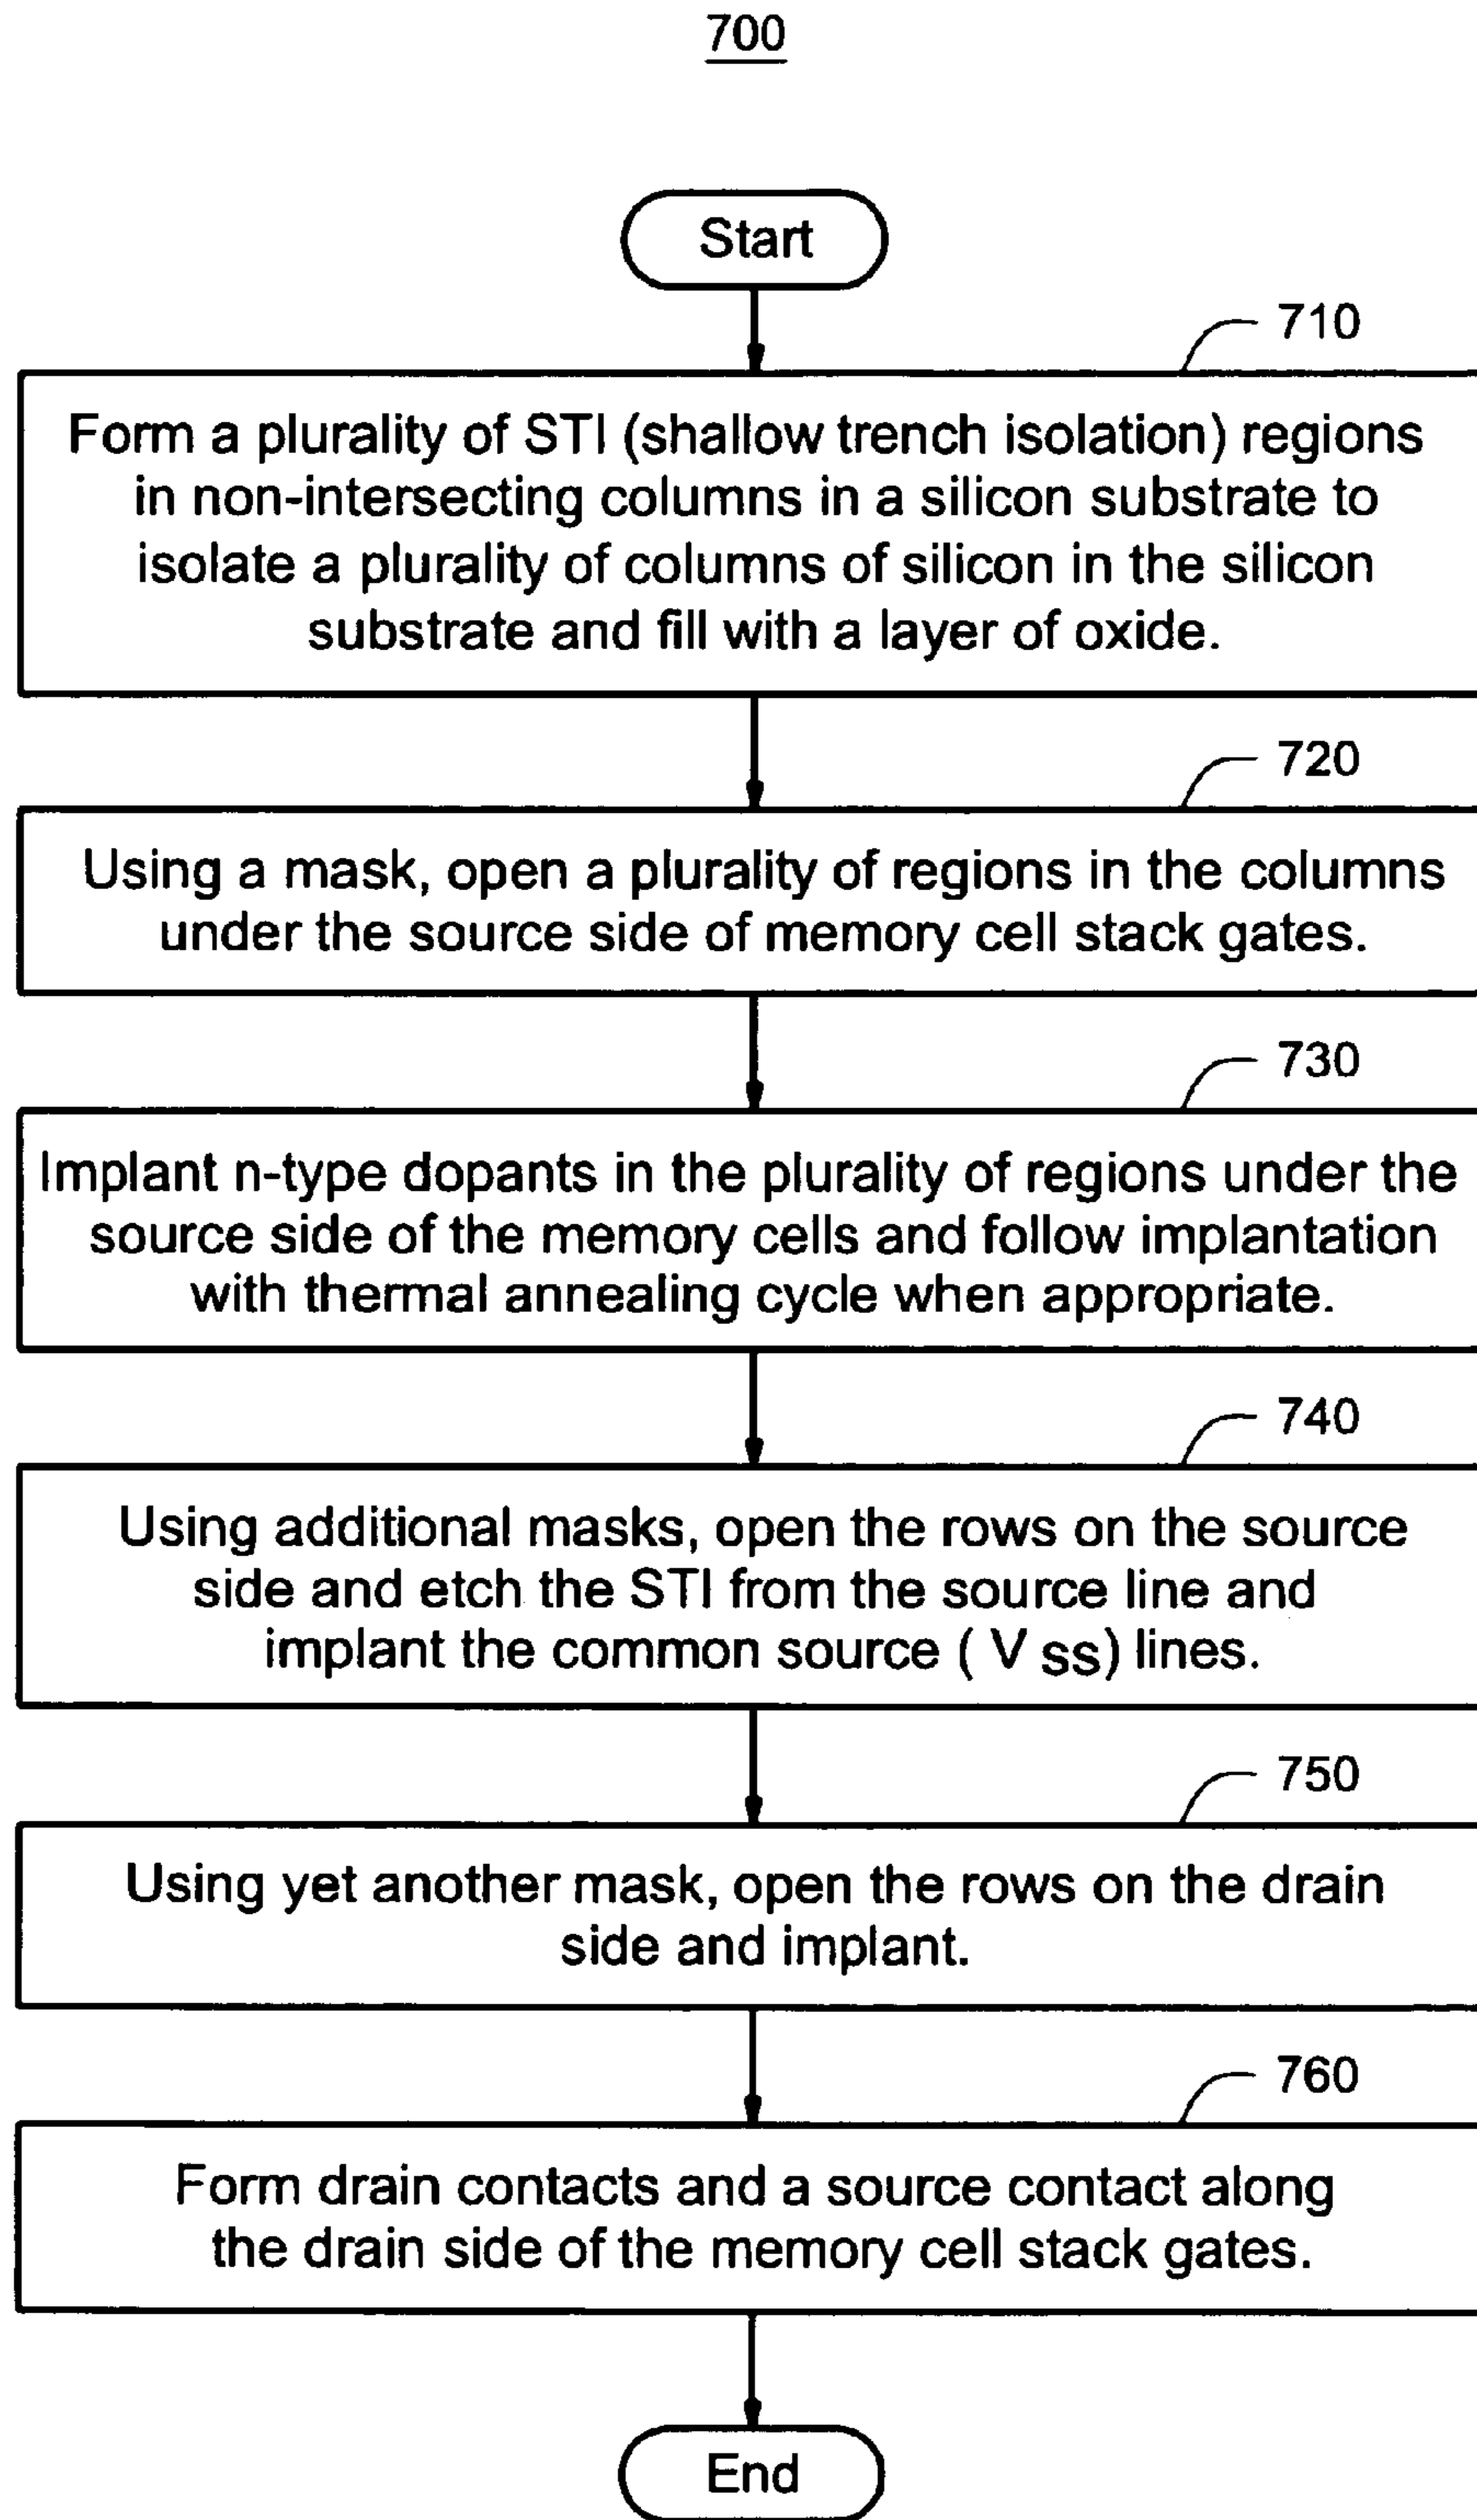 700
Start
710
Form a plurality of STI (shallow trench isolation) regions
in non-intersecting columns in a silicon substrate to
isolate a plurality of columns of silicon in the silicon
substrate and fill with a layer of oxide.
720
Using a mask, open a plurality of regions in the columns
under the source side of memory cell stack gates.
730
Implant n-type dopants in the plurality of regions under the
source side of the memory cells and follow implantation
with thermal annealing cycle when appropriate.
740
Using additional masks, open the rows on the source
side and etch the STI from the source line and
implant the common source ( V ss) lines.
750
Using yet another mask, open the rows on the drain
side and implant.
760
Form drain contacts and a source contact along
the drain side of the memory cell stack gates.
End